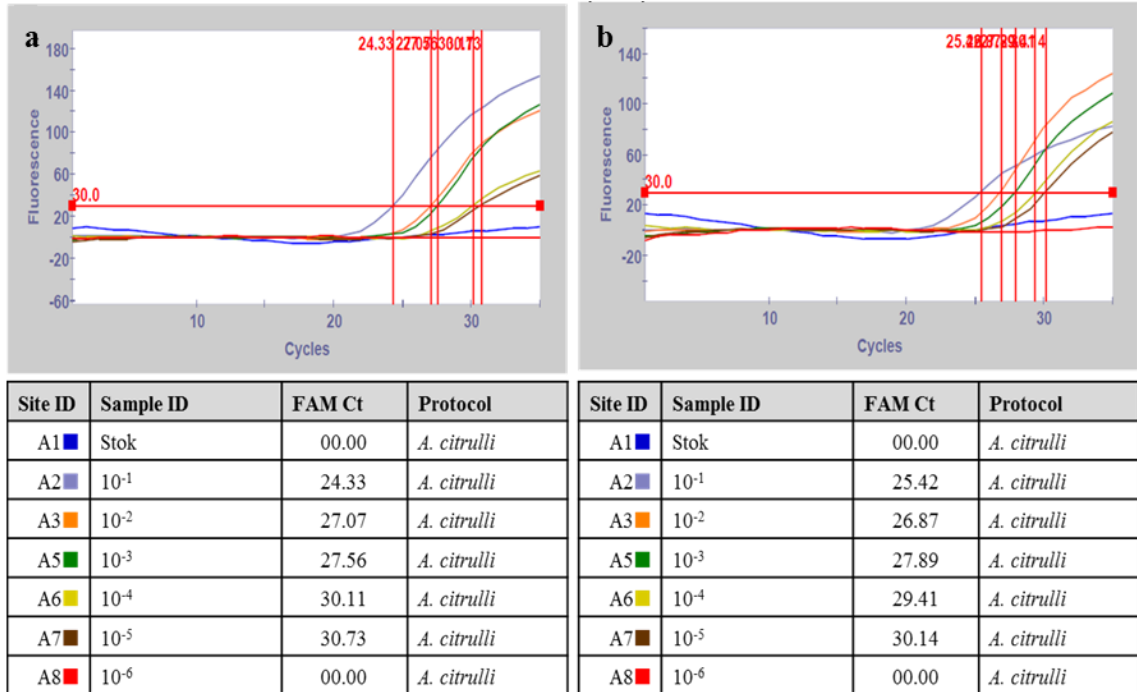 a
24.33
180
140
100
60
20
-20
-60
30.0
Fluorescence
10
20
30
Cycles
b
140
100
60
20
-20
30.0
Fluorescence
10
20
30
Cycles
Site ID Sample ID FAM Ct Protocol
A1 Stok 00.00 A. citrulli
A2 10⁻¹ 24.33 A. citrulli
A3 10⁻² 27.07 A. citrulli
A5 10⁻³ 27.56 A. citrulli
A6 10⁻⁴ 30.11 A. citrulli
A7 10⁻⁵ 30.73 A. citrulli
A8 10⁻⁶ 00.00 A. citrulli
Site ID Sample ID FAM Ct Protocol
A1 Stok 00.00 A. citrulli
A2 10⁻¹ 25.42 A. citrulli
A3 10⁻² 26.87 A. citrulli
A5 10⁻³ 27.89 A. citrulli
A6 10⁻⁴ 29.41 A. citrulli
A7 10⁻⁵ 30.14 A. citrulli
A8 10⁻⁶ 00.00 A. citrulli